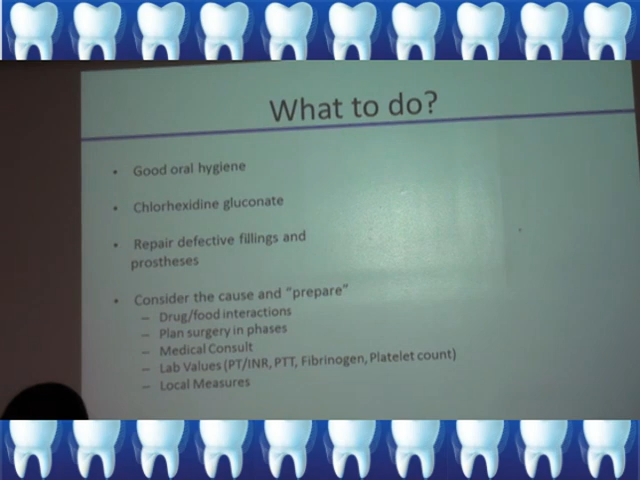 What to do?
• Good oral hygiene
• Chlorhexidine gluconate
• Repair defective fillings and
prostheses
• Consider the cause and “prepare”
– Drug/food interactions
– Plan surgery in phases
– Medical Consult
– Lab Values (PT/INR, PTT, Fibrinogen, Platelet count)
– Local Measures